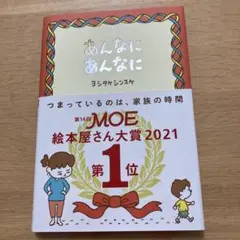 あんなに
あんなに
ヨシタケシンスケ
つまっているのは、家族の時間
第14回
MOE
絵本屋さん大賞2021
第1位